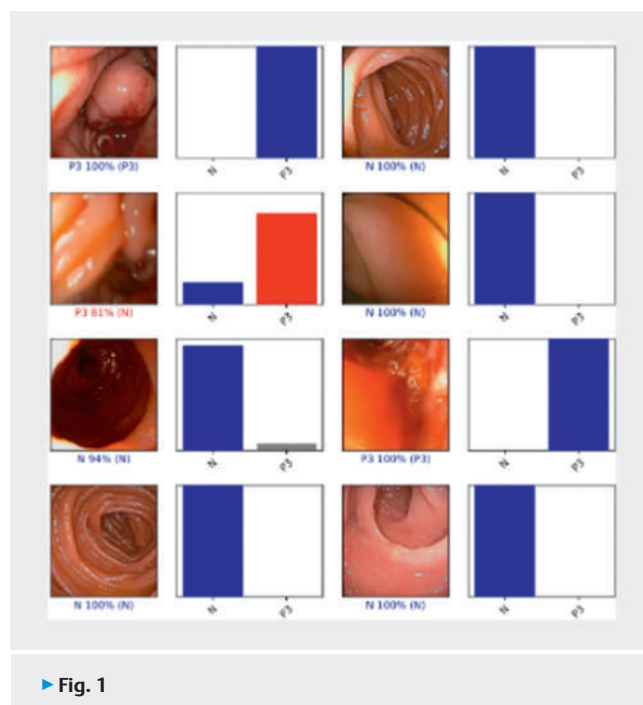 P3 100% (P3)
N
P3
N 100% (N)
N
P3
P3 81% (N)
N
P3
N 100% (N)
N
P3
N 94% (N)
N
P3
P3 100% (P3)
N
P3
N 100% (N)
N
P3
N 100% (N)
N
P3
► Fig. 1